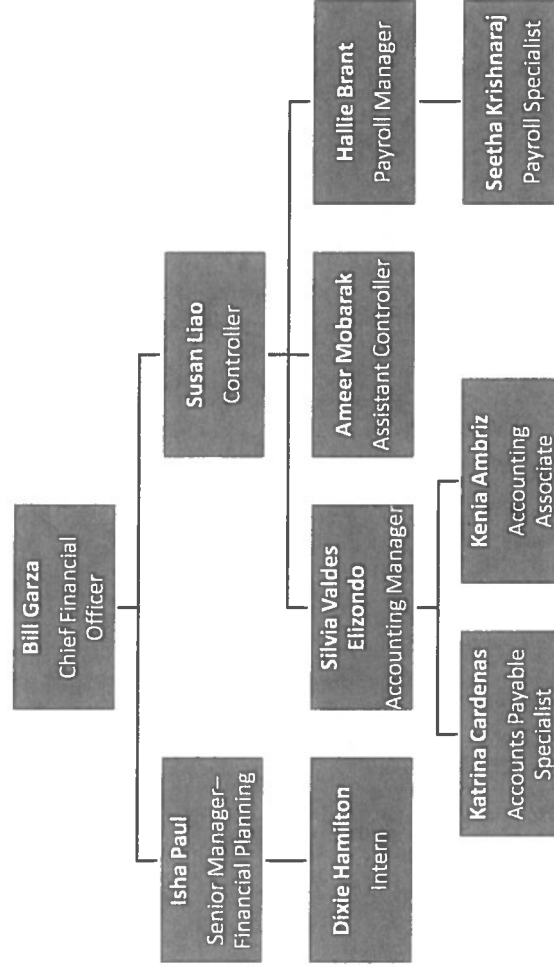 Bill Garza
Chief Financial
Officer
Isha Paul
Senior Manager–
Financial Planning
Susan Liao
Controller
Dixie Hamilton
Intern
Silvia Valdes
Elizondo
Accounting Manager
Ameer Mobarak
Assistant Controller
Hallie Brant
Payroll Manager
Katrina Cardenas
Accounts Payable
Specialist
Kenia Ambriz
Accounting
Associate
Seetha Krishnaraj
Payroll Specialist